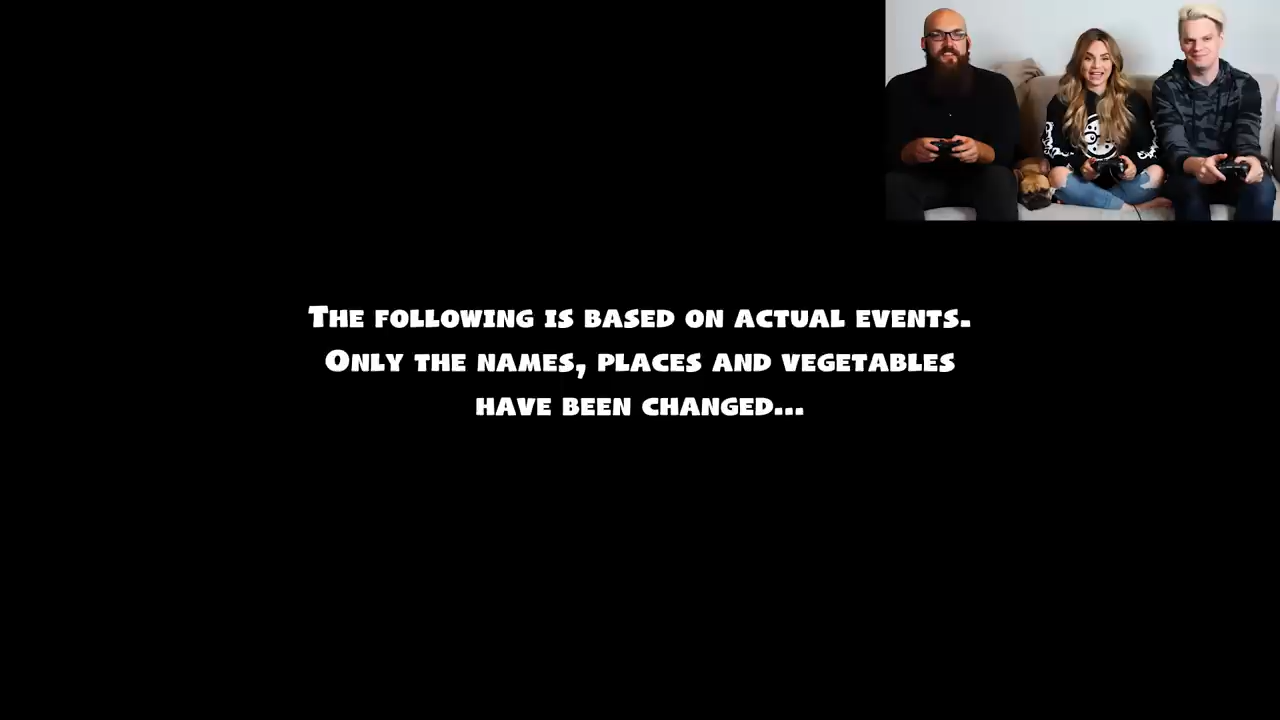 The following is based on actual events.
Only the names, places and vegetables
have been changed...